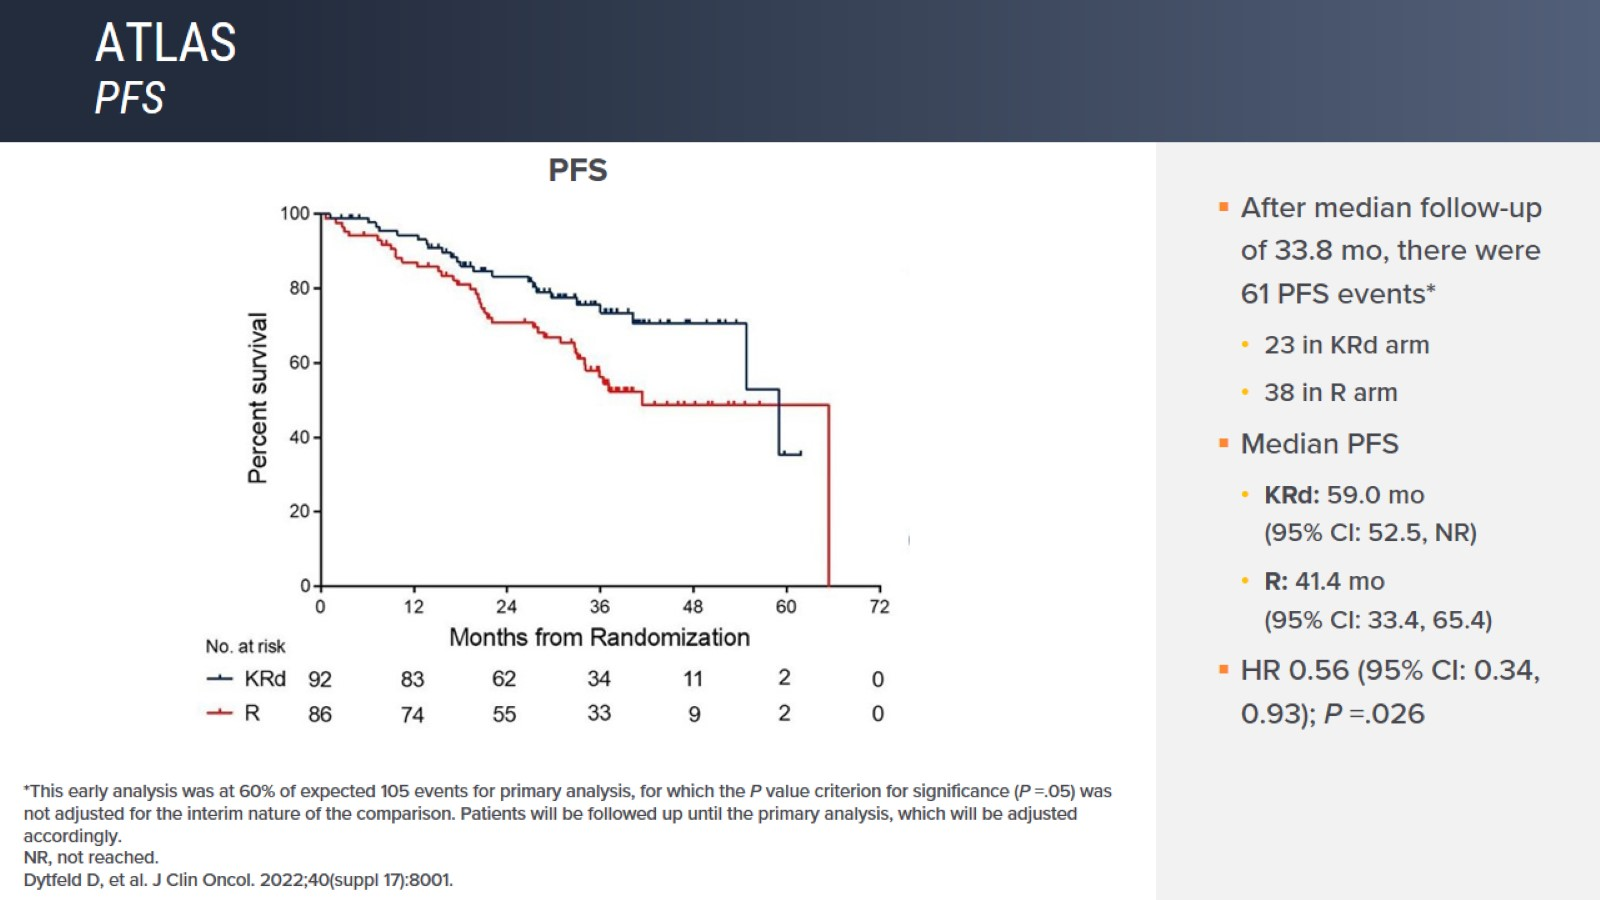 ATLAS
PFS
PFS
100
80
60
40
20
0
Percent survival
0 12 24 36 48 60 72
Months from Randomization
No. at risk
KRd 92 83 62 34 11 2 0
R 86 74 55 33 9 2 0
▪ After median follow-up
of 33.8 mo, there were
61 PFS events*
• 23 in KRd arm
• 38 in R arm
▪ Median PFS
• KRd: 59.0 mo
(95% CI: 52.5, NR)
• R: 41.4 mo
(95% CI: 33.4, 65.4)
▪ HR 0.56 (95% CI: 0.34,
0.93); P =.026
*This early analysis was at 60% of expected 105 events for primary analysis, for which the P value criterion for significance (P =.05) was
not adjusted for the interim nature of the comparison. Patients will be followed up until the primary analysis, which will be adjusted
accordingly.
NR, not reached.
Dytfeld D, et al. J Clin Oncol. 2022;40(suppl 17):8001.